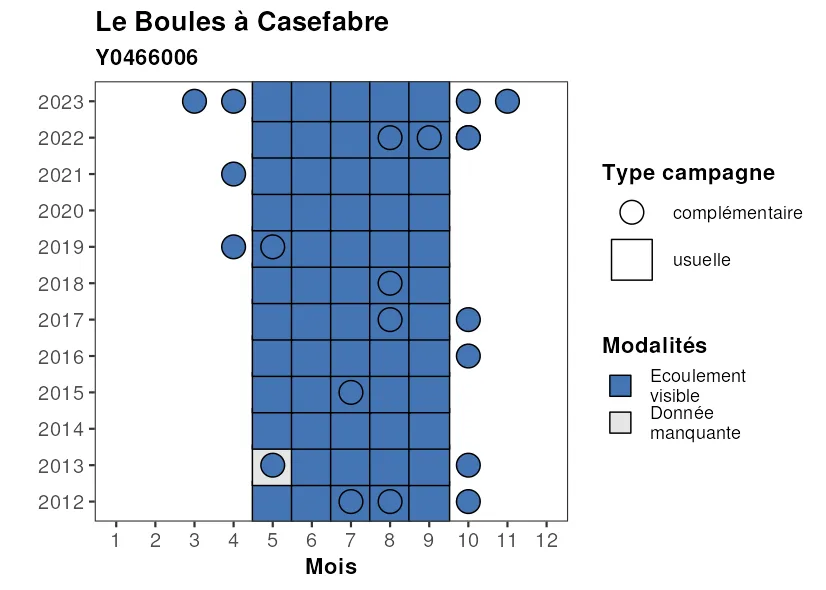 Le Boules à Casefabre
Y0466006
2023
2022
2021
2020
2019
2018
2017
2016
2015
2014
2013
2012
1 2 3 4 5 6 7 8 9 10 11 12
Mois
Type campagne
complémentaire
usuelle
Modalités
Ecoulement
visible
Donnée
manquante